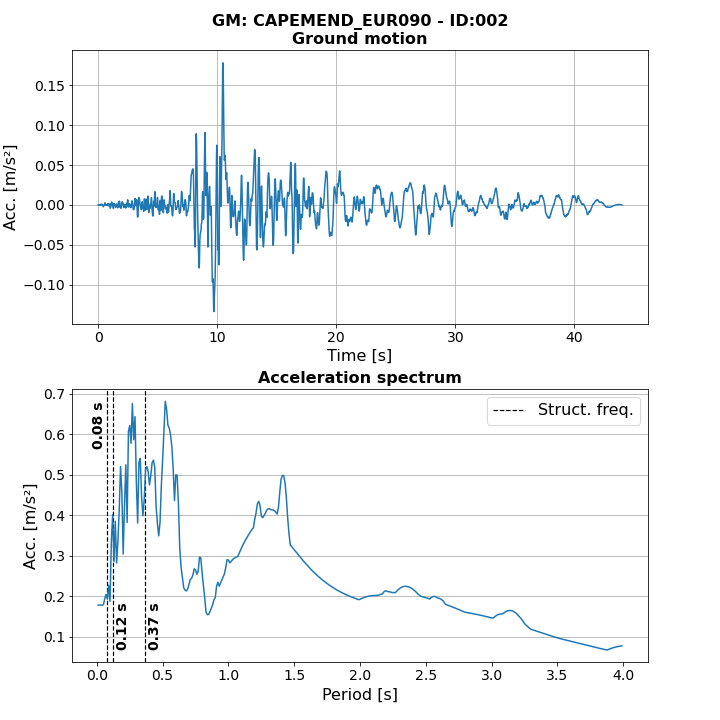 GM: CAPEMEND_EUR090 - ID:002
Ground motion
Acc. [m/s²]
0.15
0.10
0.05
0.00
−0.05
−0.10
0 10 20 30 40
Time [s]
Acceleration spectrum
Acc. [m/s²]
0.7
0.6
0.5
0.4
0.3
0.2
0.1
0.08 s
0.12 s
0.37 s
Struct. freq.
0.0 0.5 1.0 1.5 2.0 2.5 3.0 3.5 4.0
Period [s]